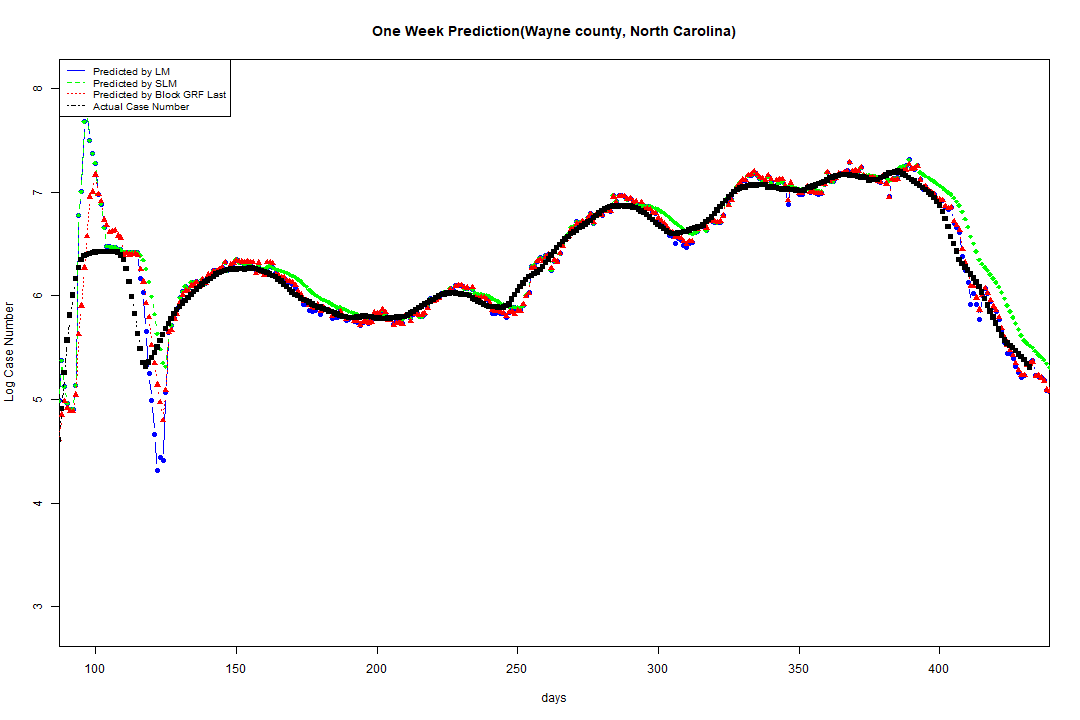 One Week Prediction(Wayne county, North Carolina)
Predicted by LM
Predicted by SLM
Predicted by Block GRF Last
Actual Case Number
8
7
6
5
4
3
Log Case Number
100 150 200 250 300 350 400
days